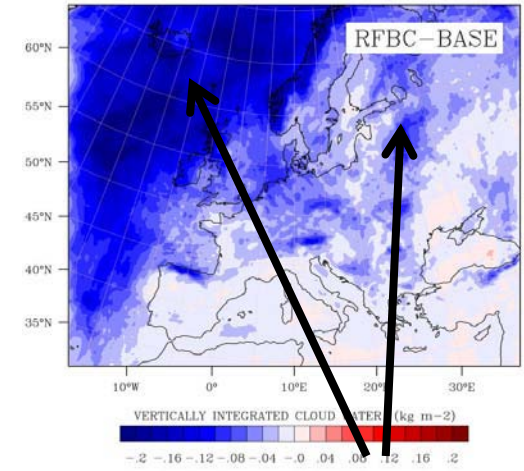 60°N
RFBC-BASE
55°N
50°N
45°N
40°N
35°N
10°W 0° 10°E 20°E 30°E
VERTICALLY INTEGRATED CLOUD WATER (kg m-2)
-.2 -.16 -.12 -.08 -.04 -.0 .04 .08 .12 .16 .2